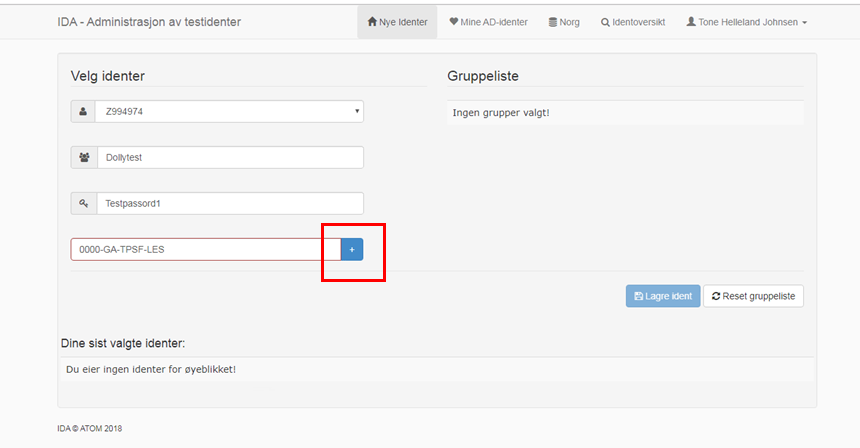 IDA - Administrasjon av testidenter
Nye Identer
Mine AD-identer
Norg
Identoversikt
Tone Helleland Johnsen
Velg identer
Gruppeliste
Z994974
Ingen grupper valgt!
Dollytest
Testpassord1
0000-GA-TPSF-LES
+
Lagre ident
Reset gruppeliste
Dine sist valgte identer:
Du eier ingen identer for øyeblikket!
IDA © ATOM 2018